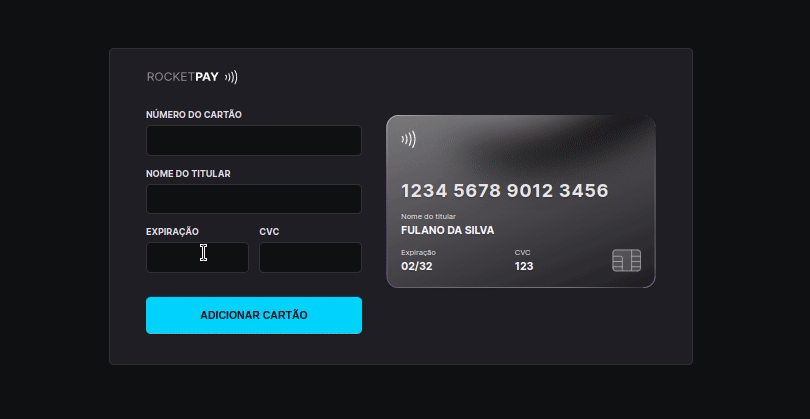 ROCKETPAY
NÚMERO DO CARTÃO
NOME DO TITULAR
EXPIRAÇÃO CVC
ADICIONAR CARTÃO
1234 5678 9012 3456
Nome do titular
FULANO DA SILVA
Expiração CVC
02/32 123